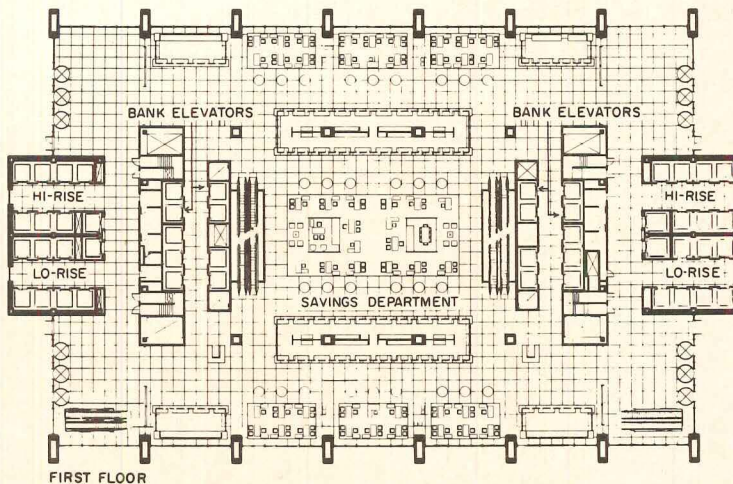 BANK ELEVATORS
BANK ELEVATORS
HI-RISE
HI-RISE
LO-RISE
LO-RISE
SAVINGS DEPARTMENT
FIRST FLOOR